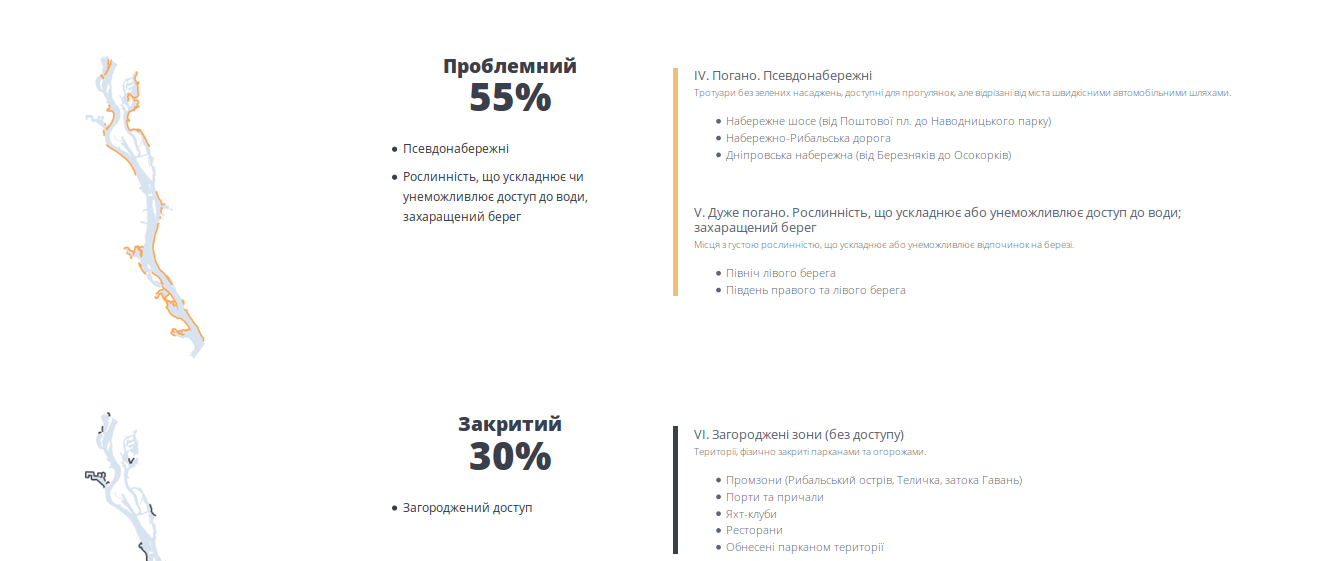 Проблемний
55%
Псевдонабережні
Рослинність, що ускладнює чи
унеможливлює доступ до води,
захаращений берег
IV. Погано. Псевдонабережні
Тротуари без зелених насаджень, доступні для прогулянок, але відрізані від міста швидкісними автомобільними шляхами.
Набережне шосе (від Поштової пл. до Наводницького парку)
Набережно-Рибальська дорога
Дніпровська набережна (від Березняків до Осокорків)
V. Дуже погано. Рослинність, що ускладнює або унеможливлює доступ до води;
захаращений берег
Місця з густою рослинністю, що ускладнює або унеможливлює відпочинок на березі.
Північ лівого берега
Південь правого та лівого берега
Закритий
30%
Загороджений доступ
VI. Загороджені зони (без доступу)
Території, фізично закриті парканами та огорожами.
Промзони (Рибальський острів, Теличка, затока Гавань)
Порти та причали
Яхт-клуби
Ресторани
Обнесені парканом території